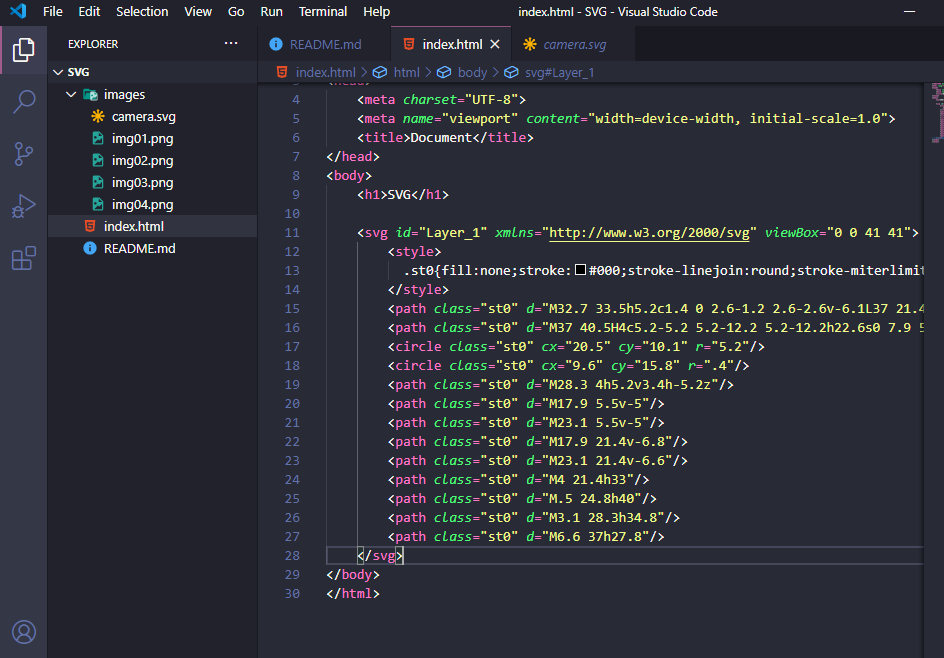 File Edit Selection View Go Run Terminal Help index.html - SVG - Visual Studio Code
EXPLORER
SVG
images
camera.svg
img01.png
img02.png
img03.png
img04.png
index.html
README.md
README.md index.html camera.svg
index.html > html > body > svg#Layer_1
4 <meta charset="UTF-8">
5 <meta name="viewport" content="width=device-width, initial-scale=1.0">
6 <title>Document</title>
7 </head>
8 <body>
9 <h1>SVG</h1>
10
11 <svg id="Layer_1" xmlns="http://www.w3.org/2000/svg" viewBox="0 0 41 41">
12 <style>
13 .st0{fill:none;stroke:#000;stroke-linejoin:round;stroke-miterlimit
14 </style>
15 <path class="st0" d="M32.7 33.5h5.2c1.4 0 2.6-1.2 2.6-2.6v-6.1L37 21.4
16 <path class="st0" d="M37 40.5H4c5.2-5.2 5.2-12.2 5.2-12.2h22.6s0 7.9 5
17 <circle class="st0" cx="20.5" cy="10.1" r="5.2"/>
18 <circle class="st0" cx="9.6" cy="15.8" r=".4"/>
19 <path class="st0" d="M28.3 4h5.2v3.4h-5.2z"/>
20 <path class="st0" d="M17.9 5.5v-5"/>
21 <path class="st0" d="M23.1 5.5v-5"/>
22 <path class="st0" d="M17.9 21.4v-6.8"/>
23 <path class="st0" d="M23.1 21.4v-6.6"/>
24 <path class="st0" d="M4 21.4h33"/>
25 <path class="st0" d="M.5 24.8h40"/>
26 <path class="st0" d="M3.1 28.3h34.8"/>
27 <path class="st0" d="M6.6 37h27.8"/>
28 </svg>
29 </body>
30 </html>